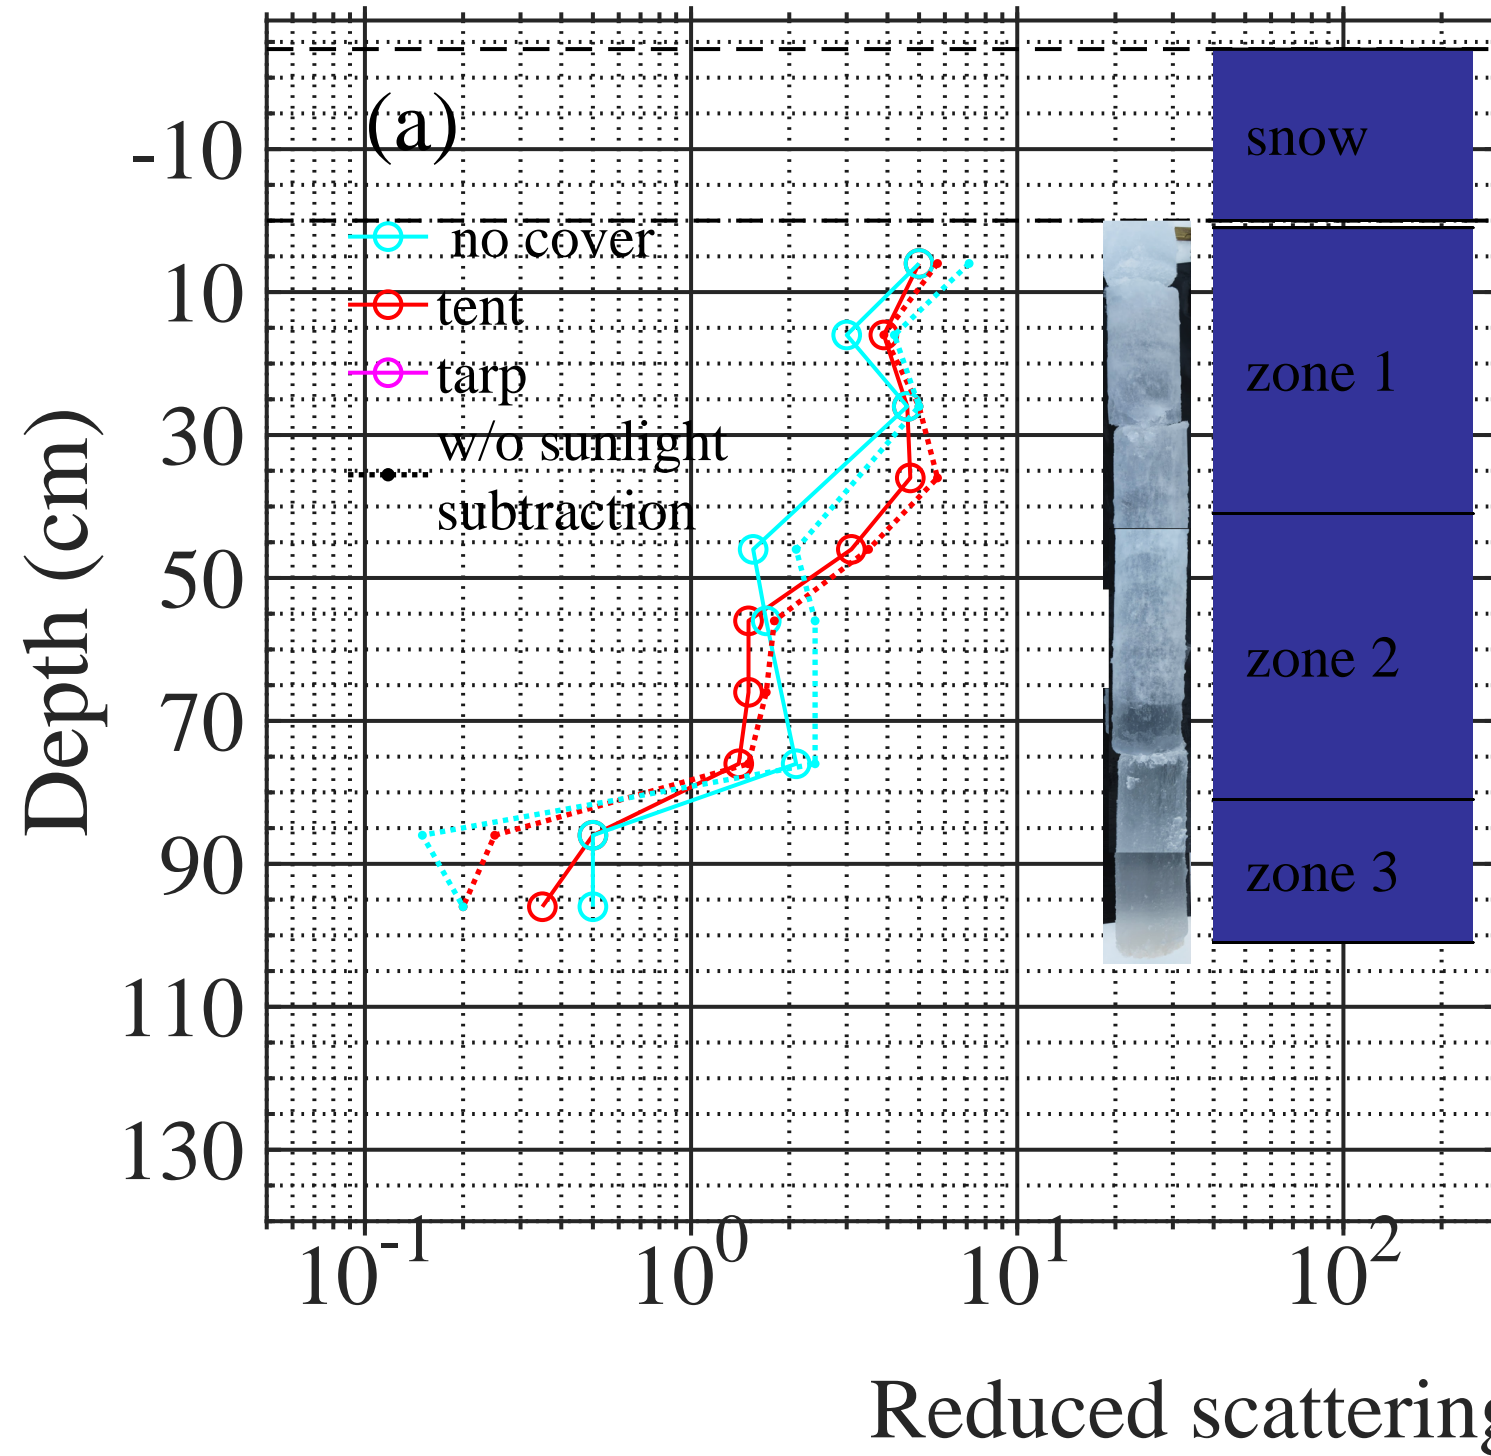 (a)
no cover
tent
tarp
w/o sunlight
subtraction
snow
zone 1
zone 2
zone 3
Depth (cm)
-10
10
30
50
70
90
110
130
10-1
100
101
102
Reduced scattering